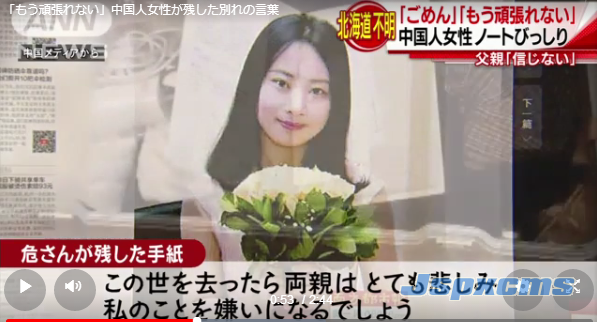 「もう頑張れない」中国人女性が残した別れの言葉
ANN
中国メディアから
北海道 不明
「ごめん」「もう頑張れない」
中国人女性 ノートびっしり
父親「信じない」
下一篇
危さんが残した手紙
この世を去ったら両親は とても悲しみ
私のことを嫌いになるでしょう
Jsp-cms
0:53 / 2:44